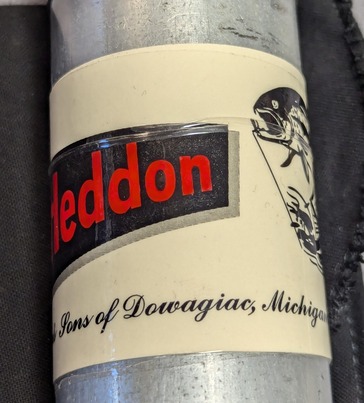 Heddon
Sons of Dowagiac, Michigan